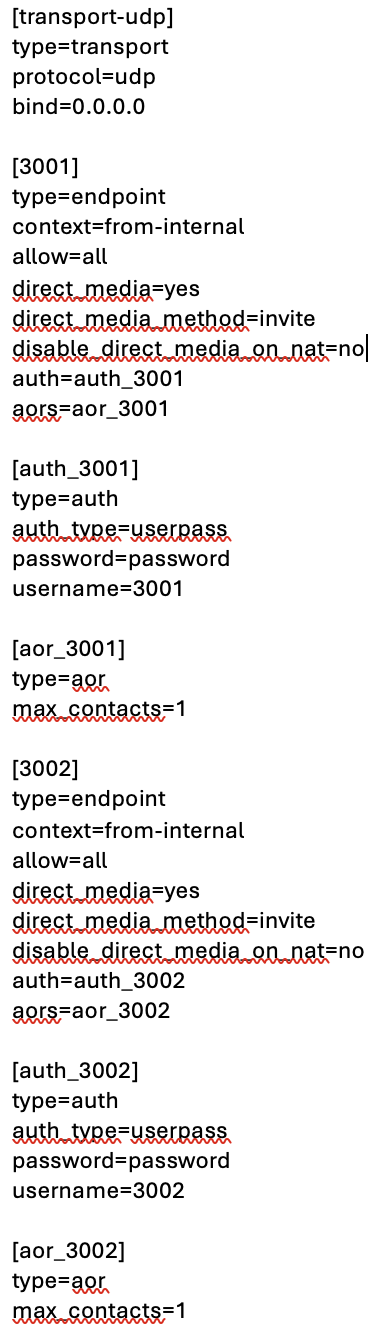 [transport-udp]
type=transport
protocol=udp
bind=0.0.0.0
[3001]
type=endpoint
context=from-internal
allow=all
direct_media=yes
direct_media_method=invite
disable_direct_media_on_nat=no
auth=auth_3001
aors=aor_3001
[auth_3001]
type=auth
auth_type=userpass
password=password
username=3001
[aor_3001]
type=aor
max_contacts=1
[3002]
type=endpoint
context=from-internal
allow=all
direct_media=yes
direct_media_method=invite
disable_direct_media_on_nat=no
auth=auth_3002
aors=aor_3002
[auth_3002]
type=auth
auth_type=userpass
password=password
username=3002
[aor_3002]
type=aor
max_contacts=1